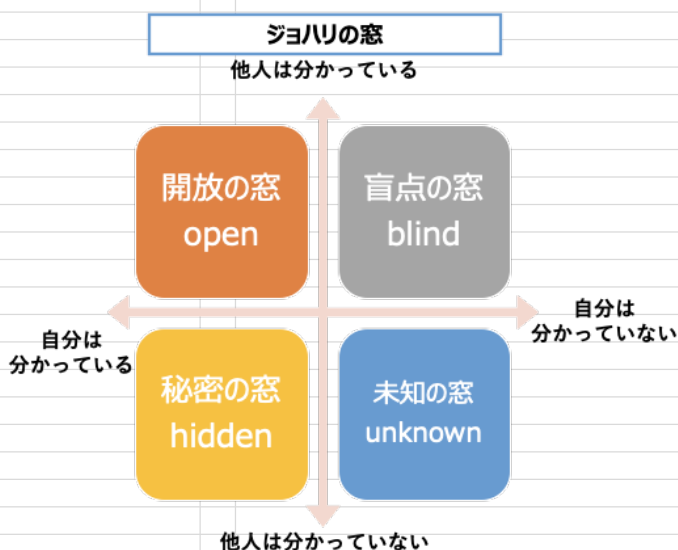 ジョハリの窓
他人は分かっている
開放の窓
open
盲点の窓
blind
自分は
分かっている
自分は
分かっていない
秘密の窓
hidden
未知の窓
unknown
他人は分かっていない